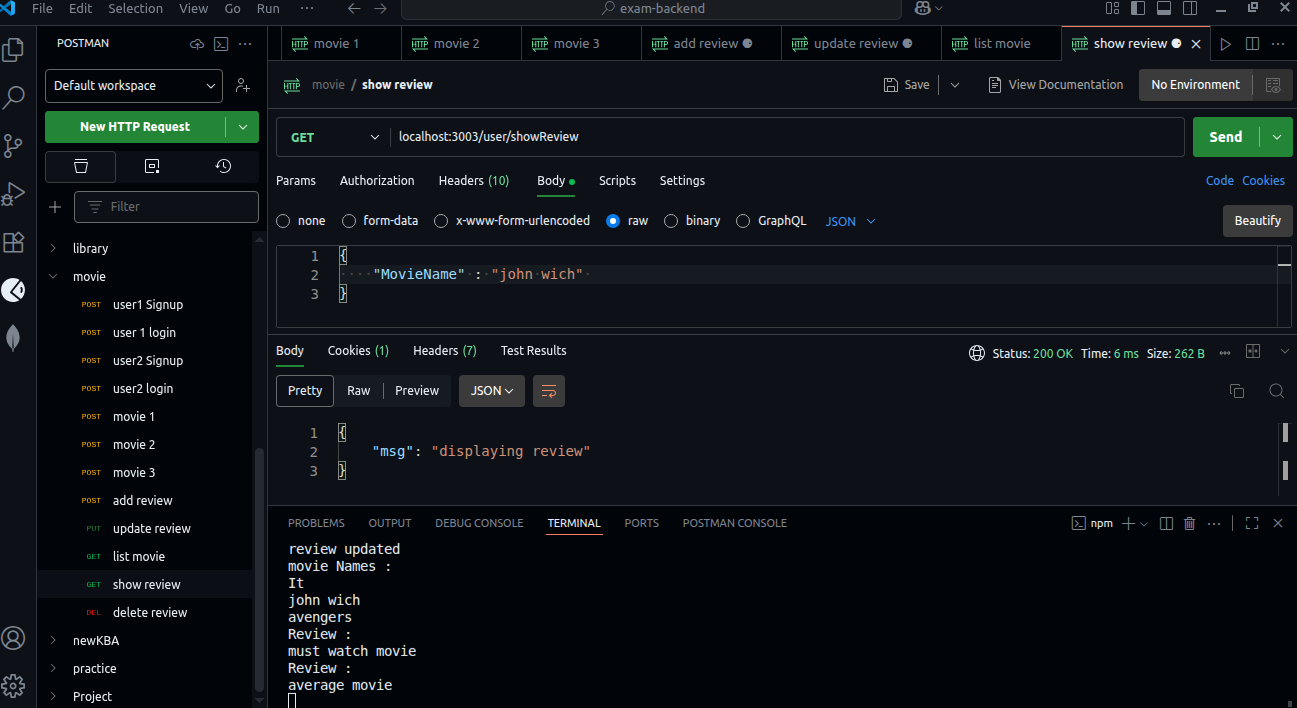 File Edit Selection View Go Run ··· exam-backend
POSTMAN
movie 1 movie 2 movie 3 add review update review list movie show review
movie / show review Save View Documentation No Environment
Default workspace
New HTTP Request
GET localhost:3003/user/showReview Send
Params Authorization Headers (10) Body Scripts Settings Code Cookies
Filter
none form-data x-www-form-urlencoded raw binary GraphQL JSON Beautify
1 {
2 "MovieName" : "john wich"
3 }
library
movie
POST user1 Signup
POST user 1 login
POST user2 Signup
POST user2 login
POST movie 1
POST movie 2
POST movie 3
POST add review
PUT update review
GET list movie
GET show review
DEL delete review
newKBA
practice
Project
Body Cookies (1) Headers (7) Test Results Status: 200 OK Time: 6 ms Size: 262 B
Pretty Raw Preview JSON
1 {
2 "msg": "displaying review"
3 }
PROBLEMS OUTPUT DEBUG CONSOLE TERMINAL PORTS POSTMAN CONSOLE npm
review updated
movie Names :
It
john wich
avengers
Review :
must watch movie
Review :
average movie